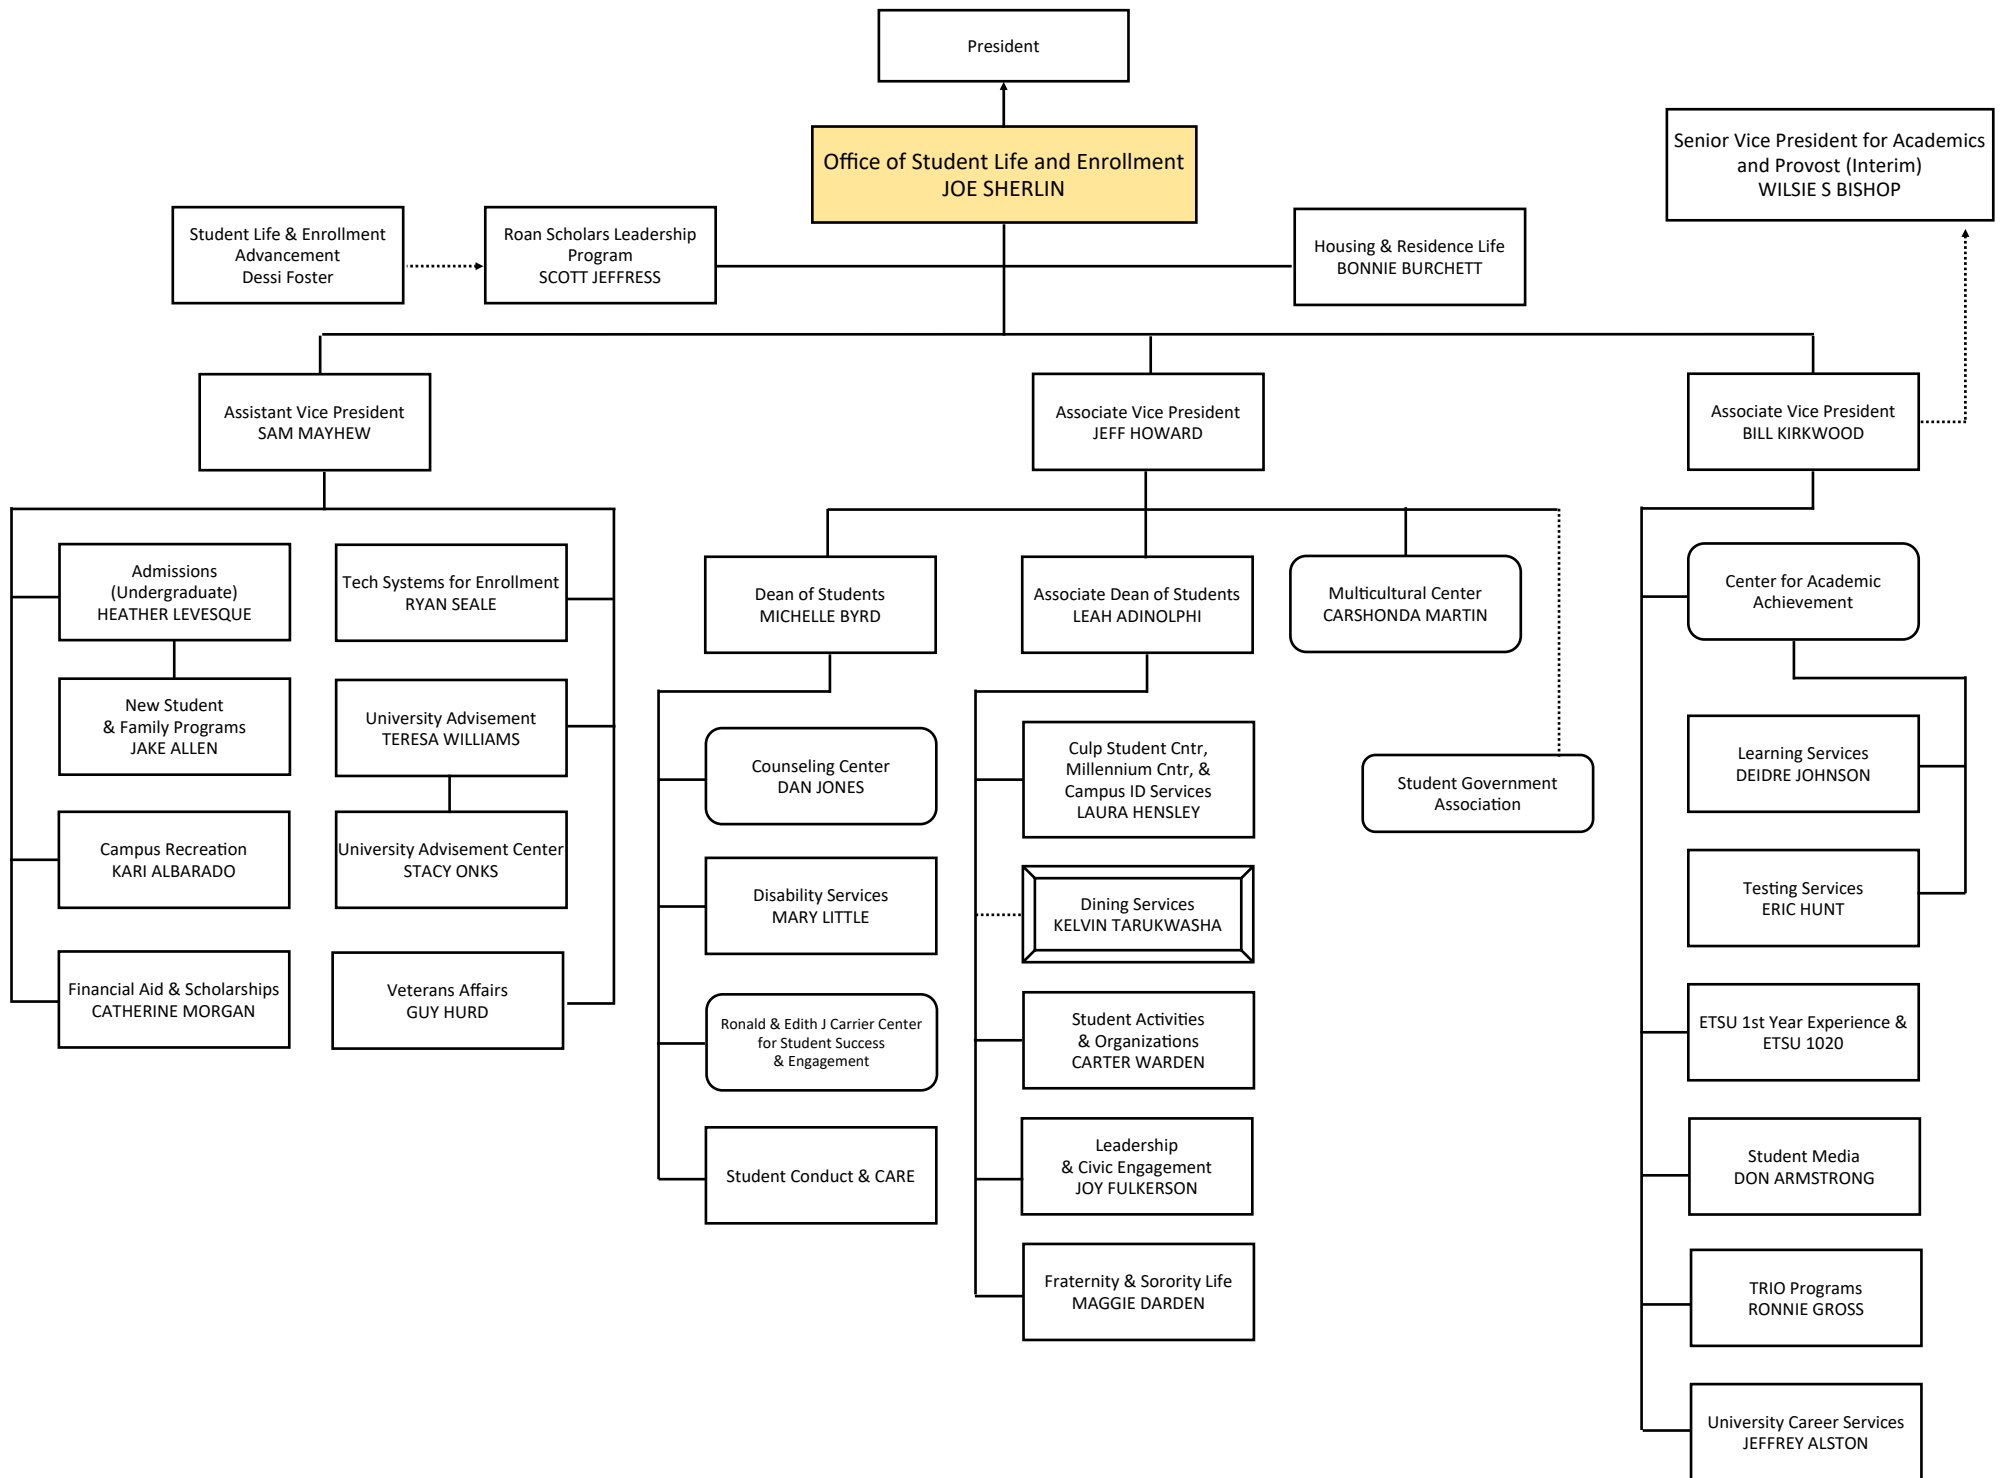 President
Office of Student Life and Enrollment
JOE SHERLIN
Senior Vice President for Academics
and Provost (Interim)
WILSIE S BISHOP
Student Life & Enrollment
Advancement
Dessi Foster
Roan Scholars Leadership
Program
SCOTT JEFFRESS
Housing & Residence Life
BONNIE BURCHETT
Assistant Vice President
SAM MAYHEW
Associate Vice President
JEFF HOWARD
Associate Vice President
BILL KIRKWOOD
Admissions
(Undergraduate)
HEATHER LEVESQUE
New Student
& Family Programs
JAKE ALLEN
Campus Recreation
KARI ALBARADO
Financial Aid & Scholarships
CATHERINE MORGAN
Tech Systems for Enrollment
RYAN SEALE
University Advisement
TERESA WILLIAMS
University Advisement Center
STACY ONKS
Veterans Affairs
GUY HURD
Dean of Students
MICHELLE BYRD
Counseling Center
DAN JONES
Disability Services
MARY LITTLE
Ronald & Edith J Carrier Center
for Student Success
& Engagement
Student Conduct & CARE
Associate Dean of Students
LEAH ADINOLPHI
Culp Student Cntr,
Millennium Cntr, &
Campus ID Services
LAURA HENSLEY
Dining Services
KELVIN TARUKWASHA
Student Activities
& Organizations
CARTER WARDEN
Leadership
& Civic Engagement
JOY FULKERSON
Fraternity & Sorority Life
MAGGIE DARDEN
Multicultural Center
CARSHONDA MARTIN
Student Government
Association
Center for Academic
Achievement
Learning Services
DEIDRE JOHNSON
Testing Services
ERIC HUNT
ETSU 1st Year Experience &
ETSU 1020
Student Media
DON ARMSTRONG
TRIO Programs
RONNIE GROSS
University Career Services
JEFFREY ALSTON